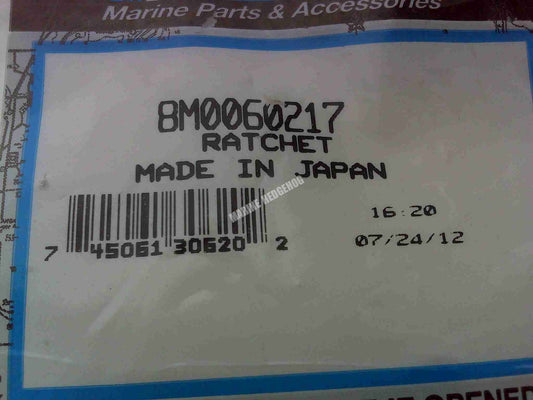 Marine Parts & Accessories
8M0060217
RATCHET
MADE IN JAPAN
MARINE HEDGEHOG
16:20
7 45061 30620 2
07/24/12
OPENED